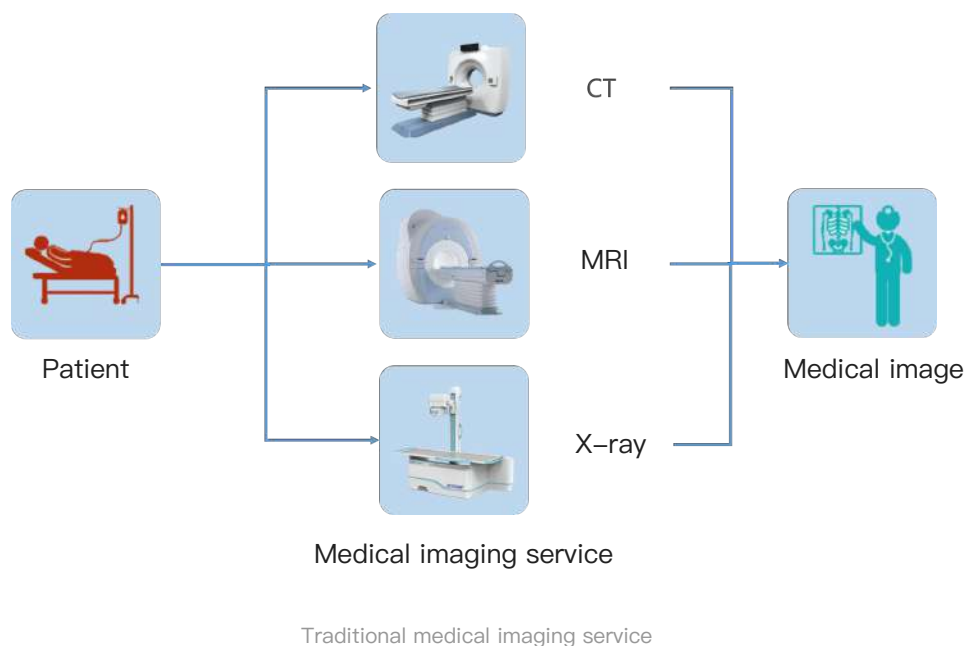 CT
MRI
Patient
Medical image
X-ray
Medical imaging service
Traditional medical imaging service